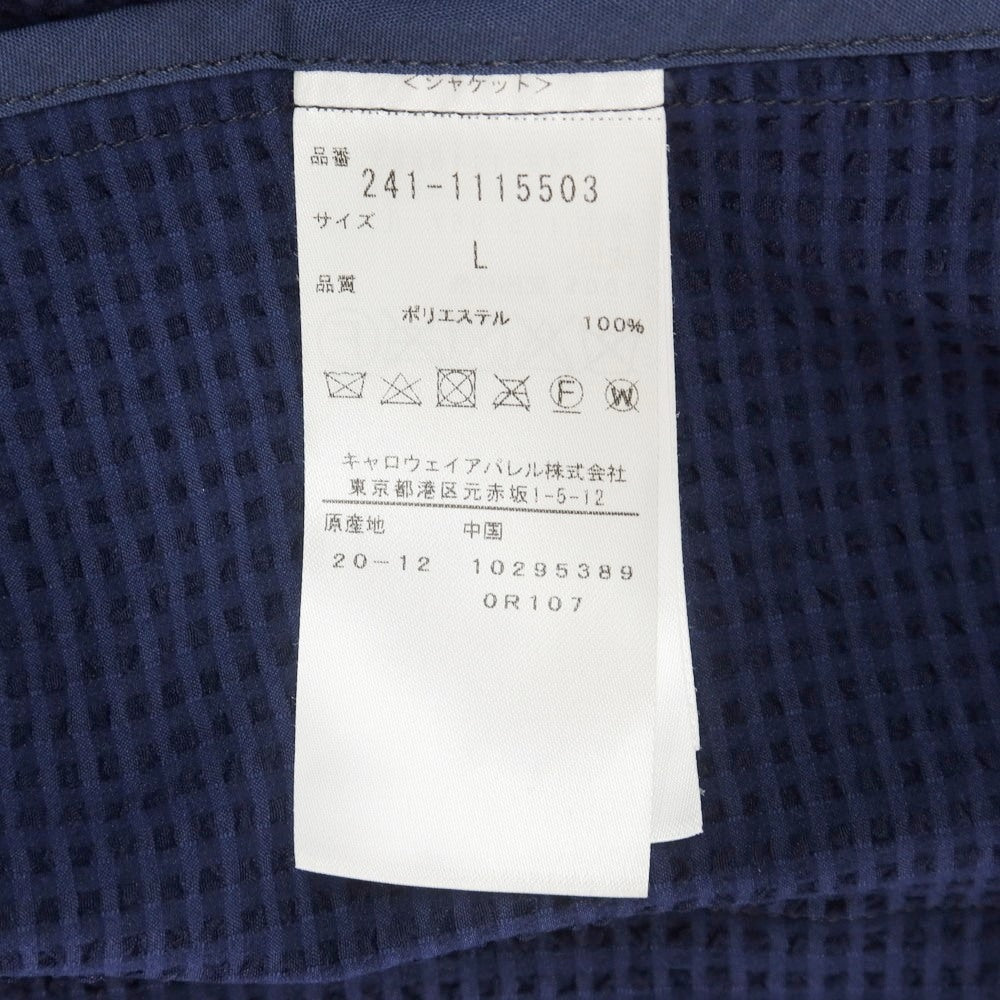 <ジャケット>
品番
241-1115503
サイズ
L
品質
ポリエステル 100%
F W
キャロウェイアパレル株式会社
東京都港区元赤坂1-5-12
原産地 中国
20-12 10295389
0R107